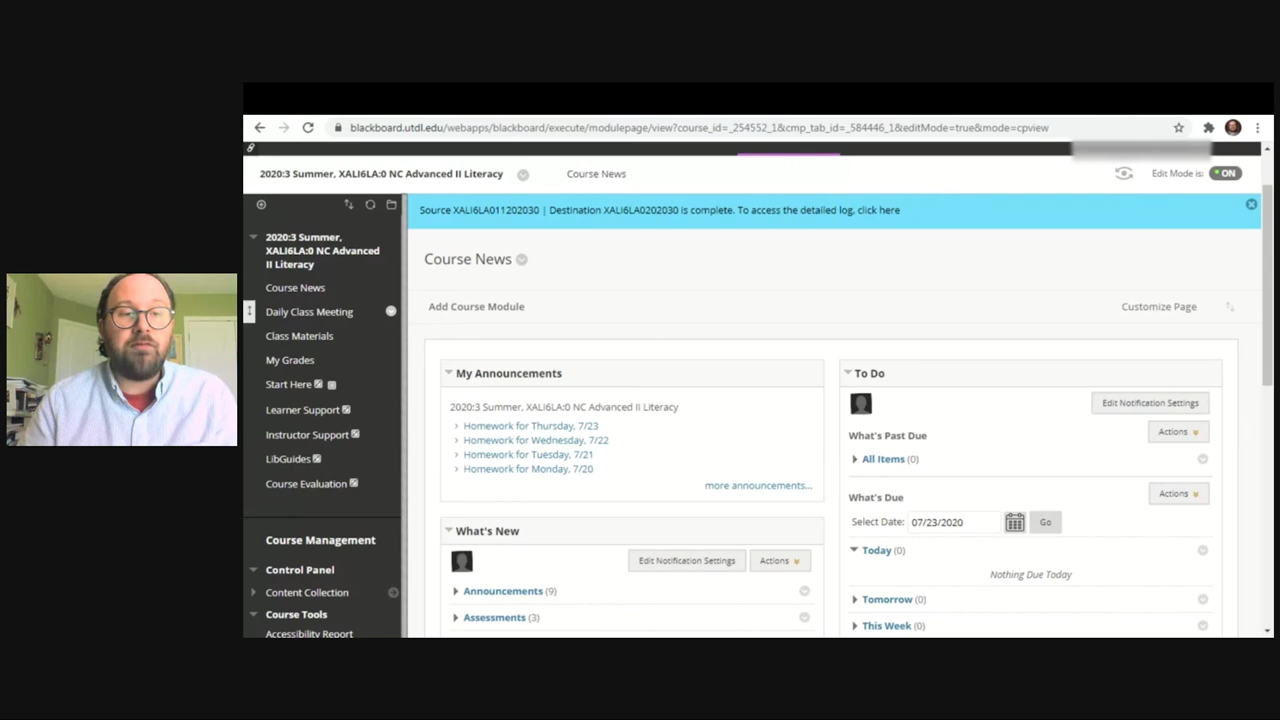 blackboard.utdl.edu/webapps/blackboard/execute/modulepage/view?course_id=_254552_1&cmp_tab_id=_584446_1&editMode=true&mode=cpview
2020:3 Summer, XALI6LA:0 NC Advanced II Literacy
Course News
Edit Mode is: ON
Source XALI6LA011202030 | Destination XALI6LA0202030 is complete. To access the detailed log, click here
2020:3 Summer,
XALI6LA:0 NC Advanced
II Literacy
Course News
Daily Class Meeting
Class Materials
My Grades
Start Here
Learner Support
Instructor Support
LibGuides
Course Evaluation
Course Management
Control Panel
Content Collection
Course Tools
Accessibility Report
Course News
Add Course Module
Customize Page
My Announcements
2020:3 Summer, XALI6LA:0 NC Advanced II Literacy
Homework for Thursday, 7/23
Homework for Wednesday, 7/22
Homework for Tuesday, 7/21
Homework for Monday, 7/20
more announcements...
What's New
Edit Notification Settings
Actions
Announcements (9)
Assessments (3)
To Do
Edit Notification Settings
What's Past Due
Actions
All Items (0)
What's Due
Actions
Select Date: 07/23/2020 Go
Today (0)
Nothing Due Today
Tomorrow (0)
This Week (0)